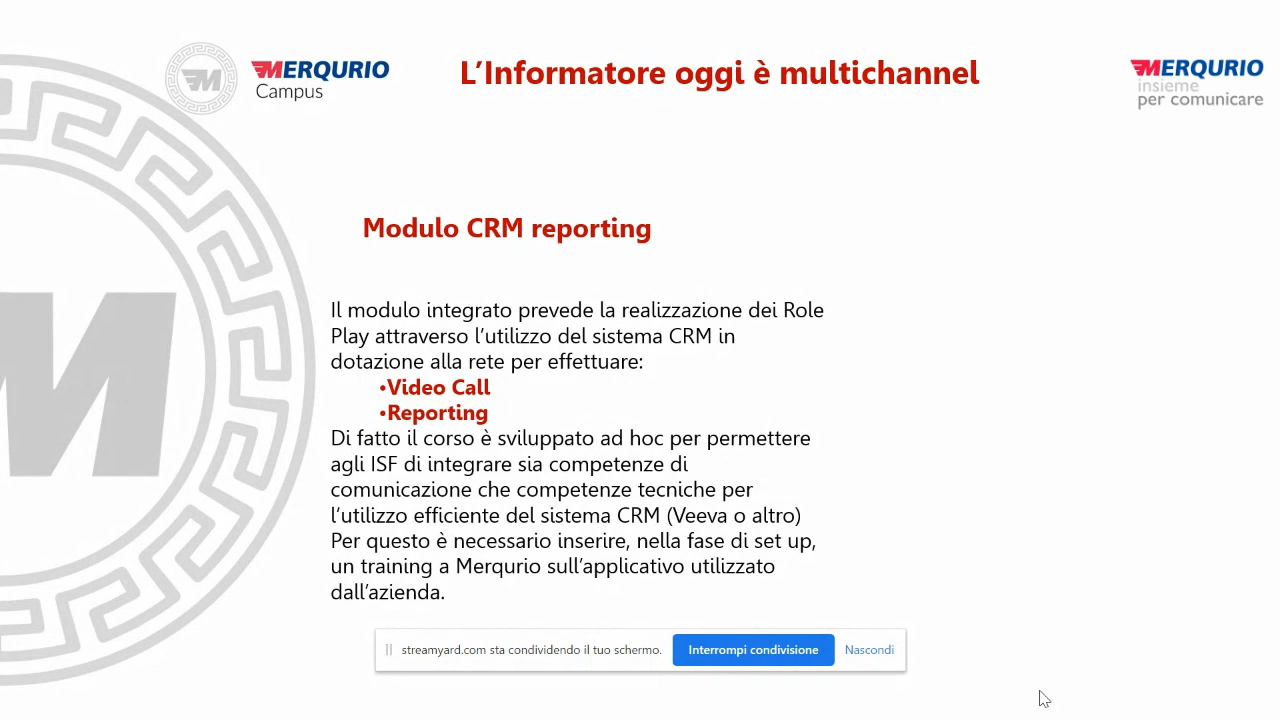 MERQURIO
Campus
L'Informatore oggi è multichannel
MERQURIO
insieme
per comunicare
Modulo CRM reporting
Il modulo integrato prevede la realizzazione dei Role
Play attraverso l'utilizzo del sistema CRM in
dotazione alla rete per effettuare:
•Video Call
•Reporting
Di fatto il corso è sviluppato ad hoc per permettere
agli ISF di integrare sia competenze di
comunicazione che competenze tecniche per
l'utilizzo efficiente del sistema CRM (Veeva o altro)
Per questo è necessario inserire, nella fase di set up,
un training a Merqurio sull'applicativo utilizzato
dall'azienda.
streamyard.com sta condividendo il tuo schermo. Interrompi condivisione Nascondi